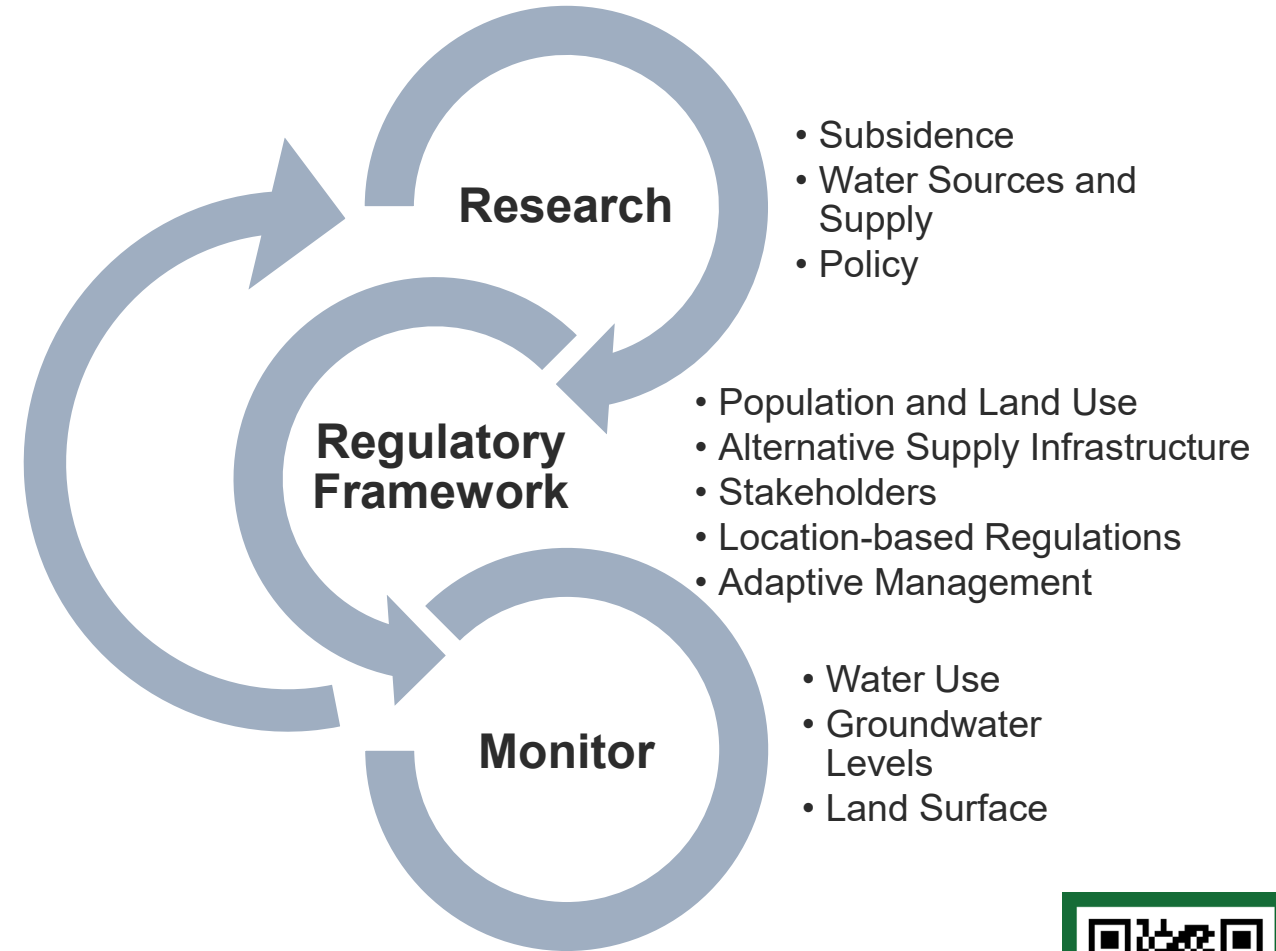 Research
• Subsidence
• Water Sources and
Supply
• Policy
Regulatory
Framework
• Population and Land Use
• Alternative Supply Infrastructure
• Stakeholders
• Location-based Regulations
• Adaptive Management
Monitor
• Water Use
• Groundwater
Levels
• Land Surface